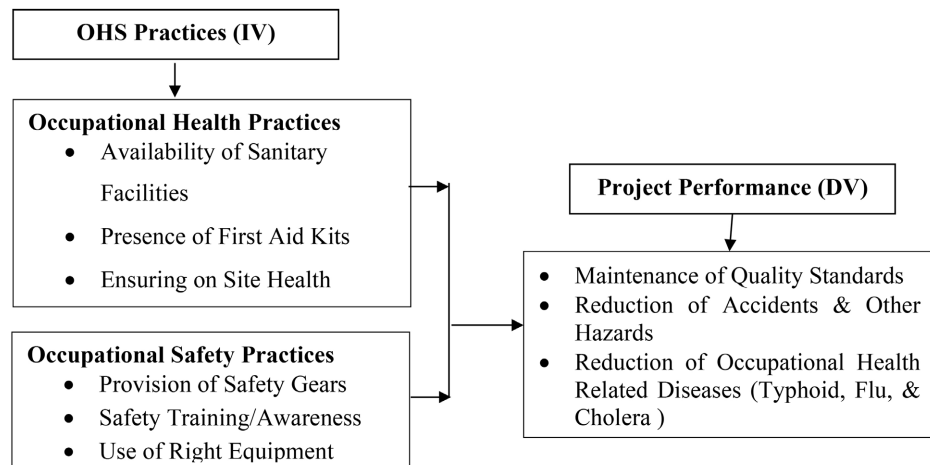 OHS Practices (IV)
Occupational Health Practices
• Availability of Sanitary
Facilities
• Presence of First Aid Kits
• Ensuring on Site Health
Occupational Safety Practices
• Provision of Safety Gears
• Safety Training/Awareness
• Use of Right Equipment
Project Performance (DV)
• Maintenance of Quality Standards
• Reduction of Accidents & Other
Hazards
• Reduction of Occupational Health
Related Diseases (Typhoid, Flu, &
Cholera )